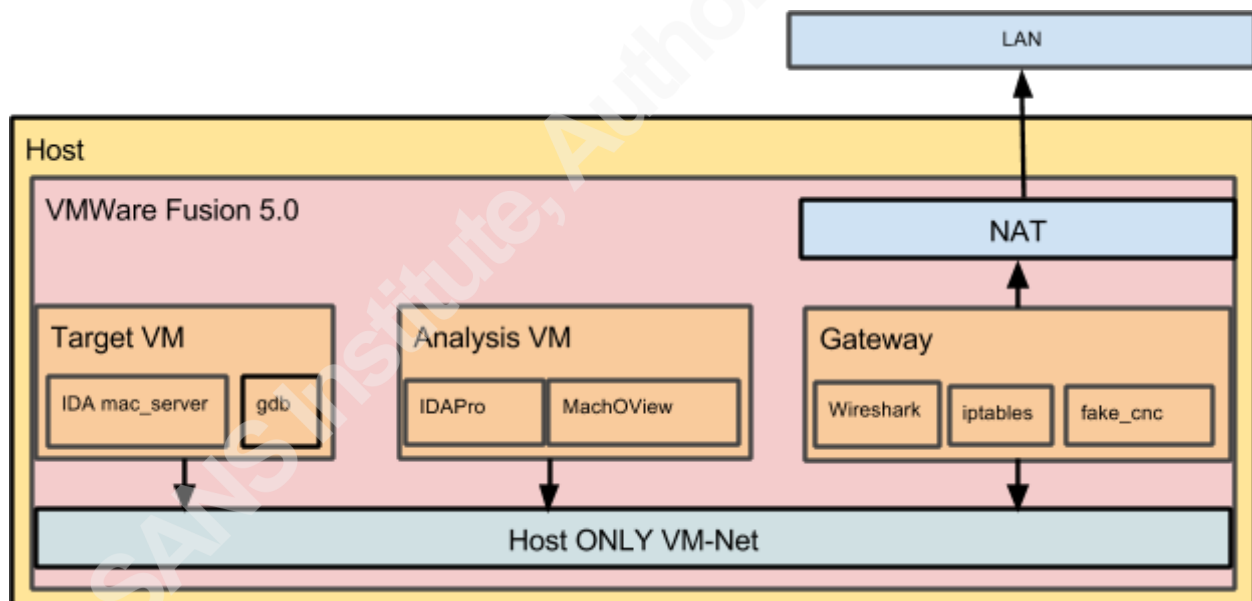 LAN
Host
VMWare Fusion 5.0
NAT
Target VM
Analysis VM
Gateway
IDA mac_server
gdb
IDAPro
MachOView
Wireshark
iptables
fake_cnc
Host ONLY VM-Net
SANS Institute, Autho